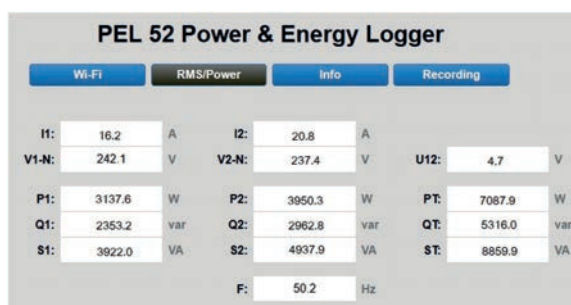 PEL 52 Power & Energy Logger
Wi-Fi RMS/Power Info Recording
I1: 16.2 A I2: 20.8 A
V1-N: 242.1 V V2-N: 237.4 V U12: 4.7 V
P1: 3137.6 W P2: 3950.3 W PT: 7087.9 W
Q1: 2353.2 var Q2: 2962.8 var QT: 5316.0 var
S1: 3922.0 VA S2: 4937.9 VA ST: 8859.9 VA
F: 50.2 Hz